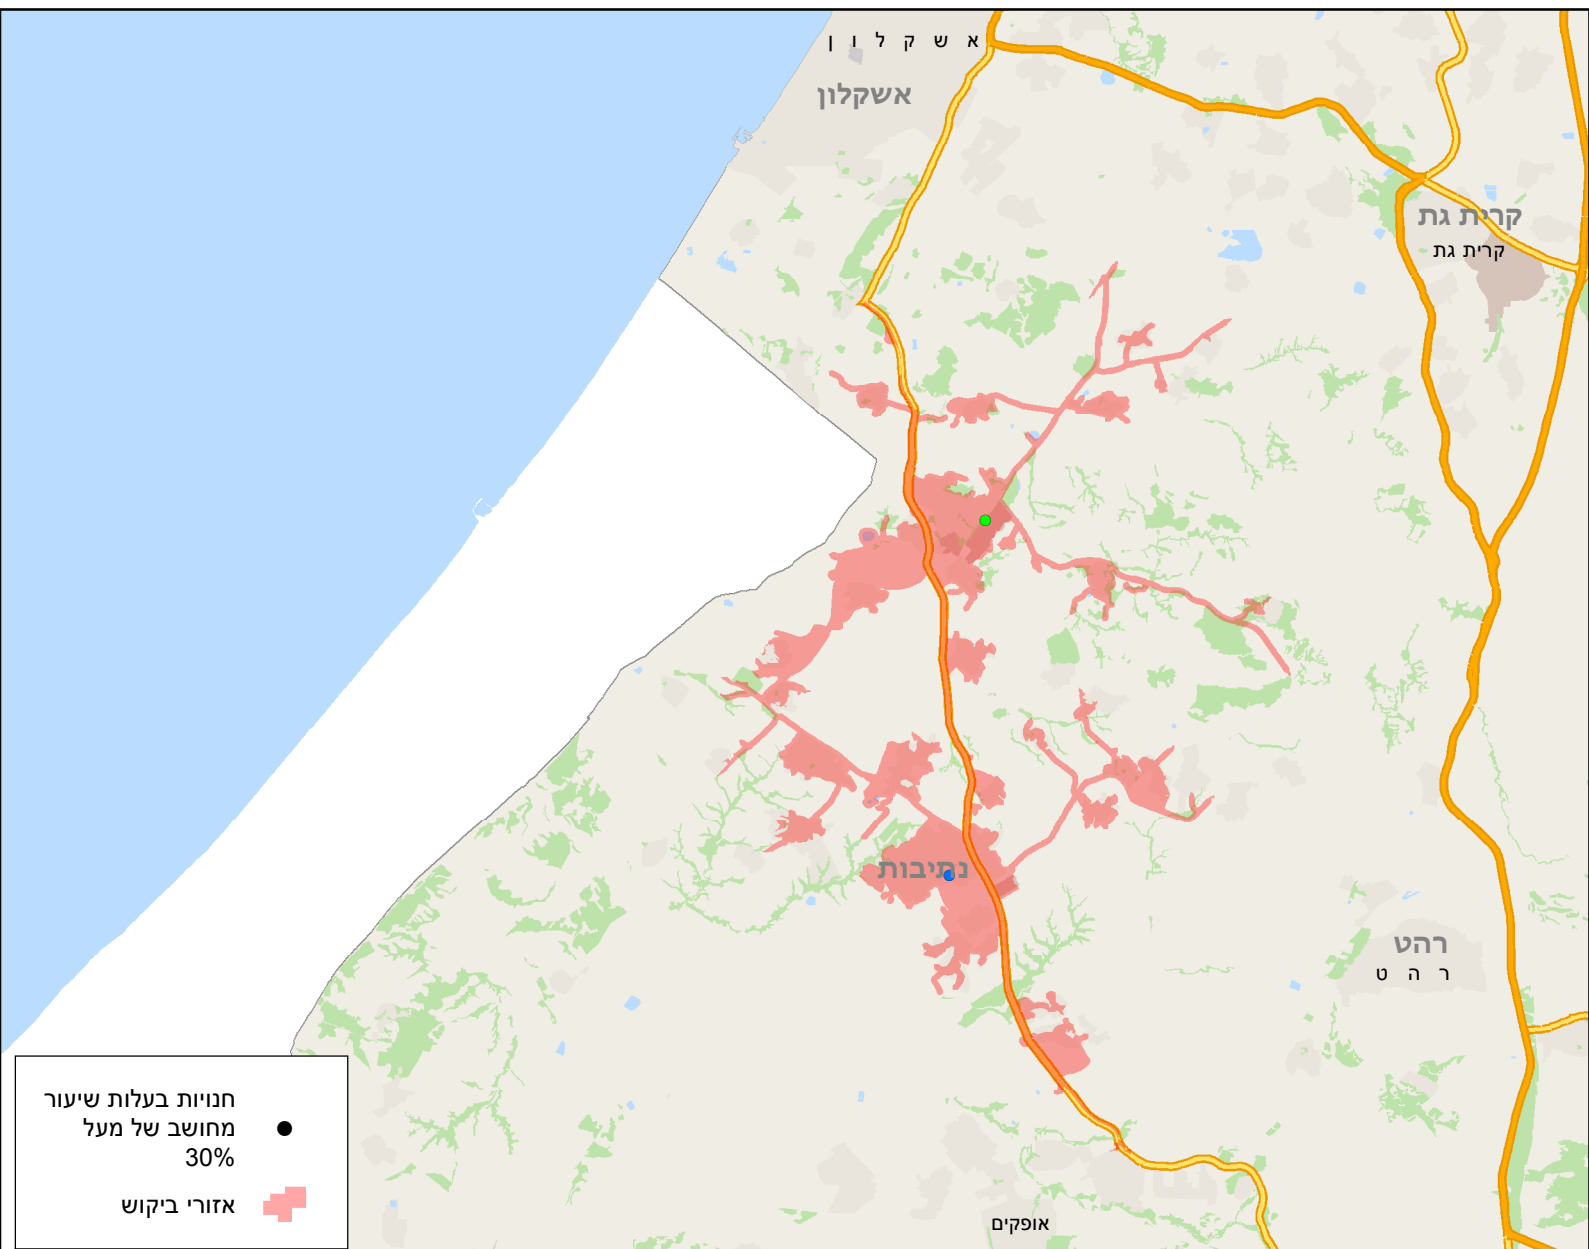 א ש ק ל ו ן
אשקלון
קרית גת
קרית גת
נתיבות
רהט
ר ה ט
אופקים
חנויות בעלות שיעור
מחושב של מעל
30%
אזורי ביקוש